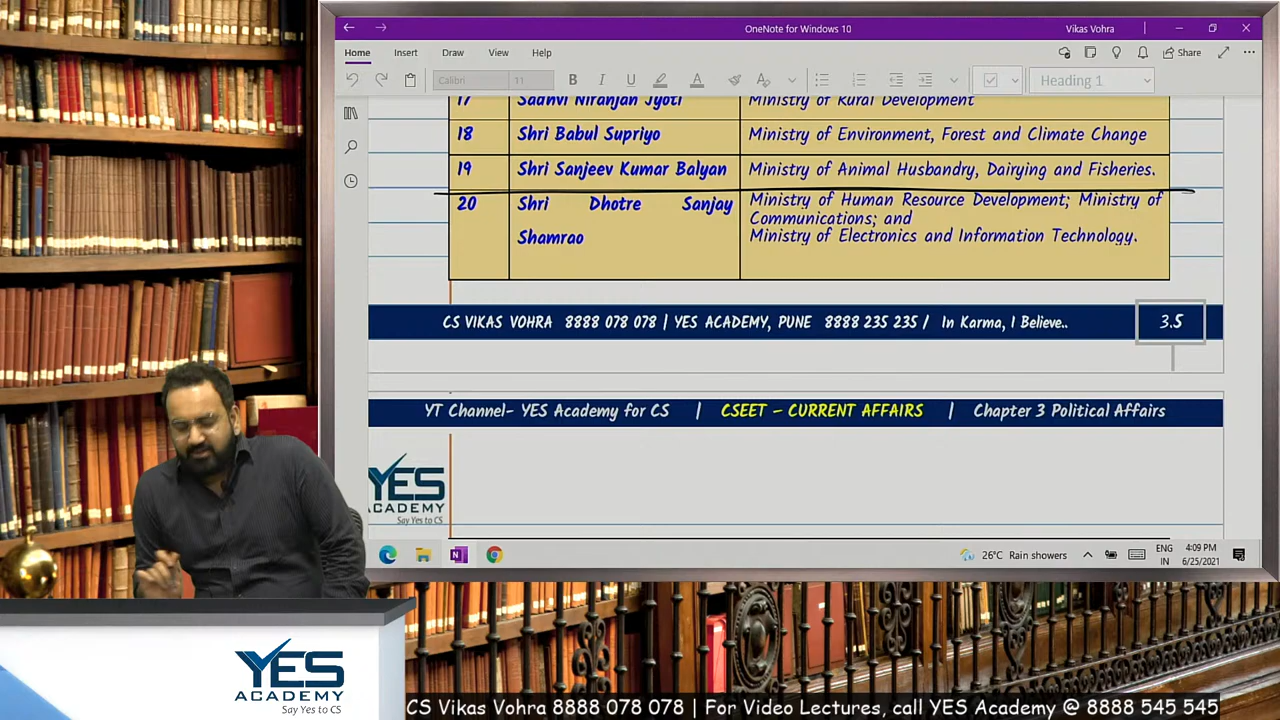 OneNote for Windows 10
Vikas Vohra
Home Insert Draw View Help
Share
Calibri 11 B I U A Heading 1
17 Sadhvi Niranjan Jyoti Ministry of Rural Development
18 Shri Babul Supriyo Ministry of Environment, Forest and Climate Change
19 Shri Sanjeev Kumar Balyan Ministry of Animal Husbandry, Dairying and Fisheries.
20 Shri Dhotre Sanjay Ministry of Human Resource Development; Ministry of
Communications; and
Shamrao Ministry of Electronics and Information Technology.
CS VIKAS VOHRA 8888 078 078 | YES ACADEMY, PUNE 8888 235 235 / In Karma, I Believe.. 3.5
YT Channel- YES Academy for CS | CSEET – CURRENT AFFAIRS | Chapter 3 Political Affairs
YES
ACADEMY
Say Yes to CS
26°C Rain showers
ENG
IN
4:09 PM
6/25/2021
YES
ACADEMY
Say Yes to CS
CS Vikas Vohra 8888 078 078 | For Video Lectures, call YES Academy @ 8888 545 545